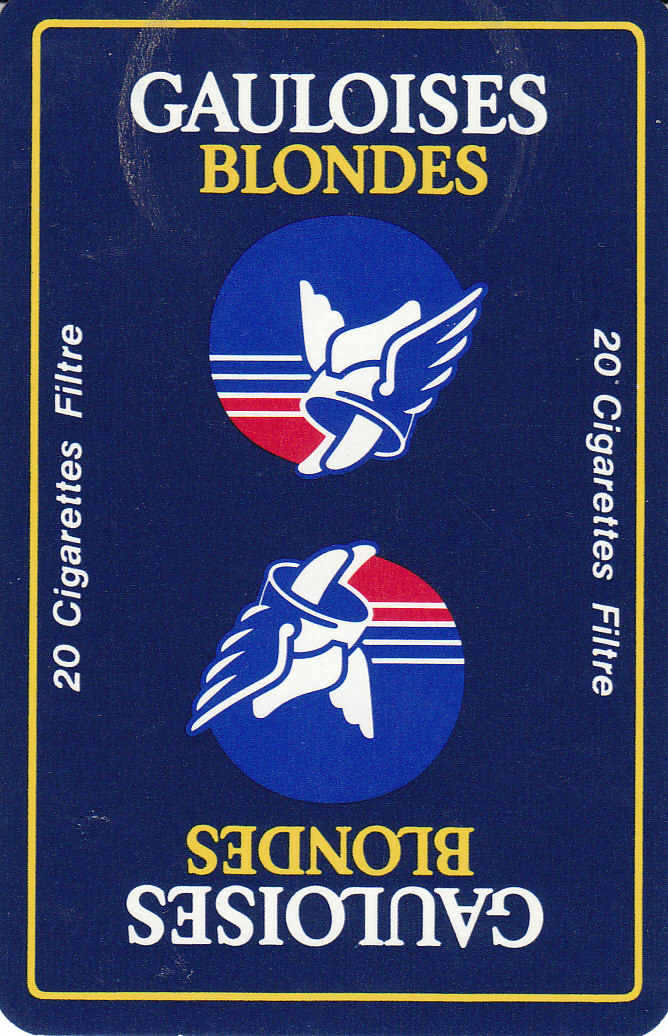 GAULOISES
BLONDES
20 Cigarettes Filtre
20 Cigarettes Filtre
BLONDES
GAULOISES